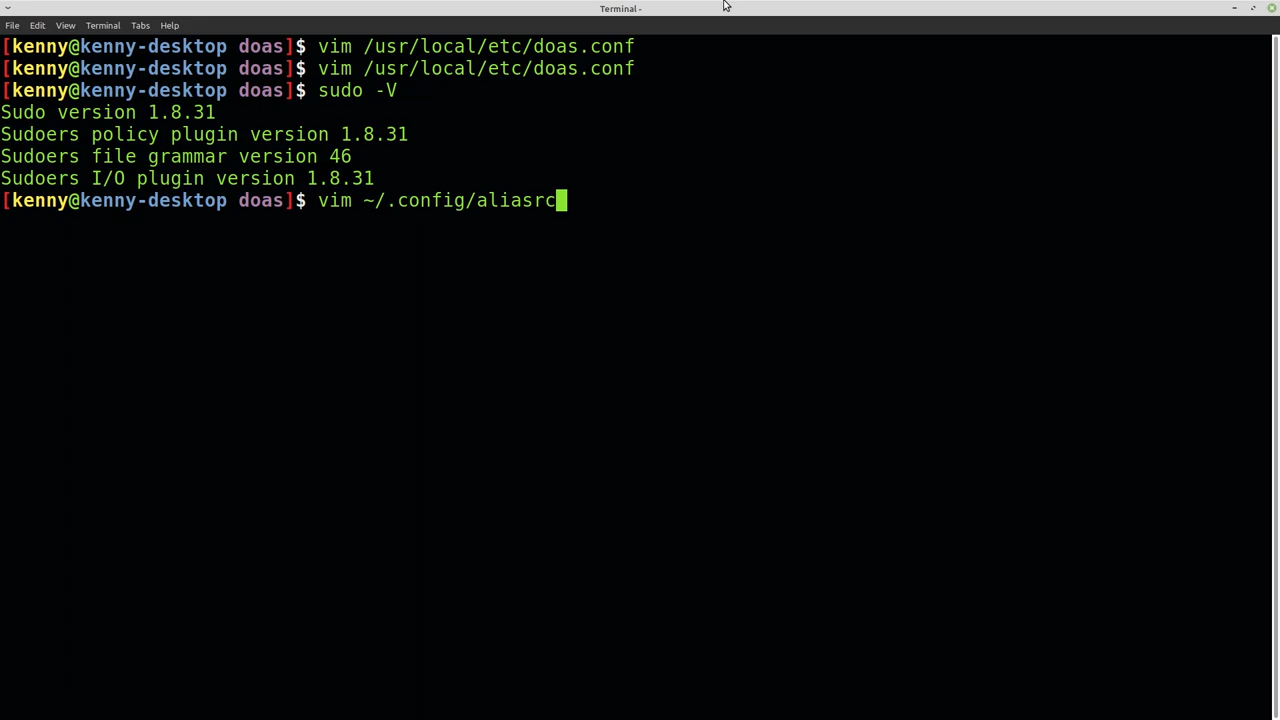 Terminal -
File Edit View Terminal Tabs Help
[kenny@kenny-desktop doas]$ vim /usr/local/etc/doas.conf
[kenny@kenny-desktop doas]$ vim /usr/local/etc/doas.conf
[kenny@kenny-desktop doas]$ sudo -V
Sudo version 1.8.31
Sudoers policy plugin version 1.8.31
Sudoers file grammar version 46
Sudoers I/O plugin version 1.8.31
[kenny@kenny-desktop doas]$ vim ~/.config/aliasrc